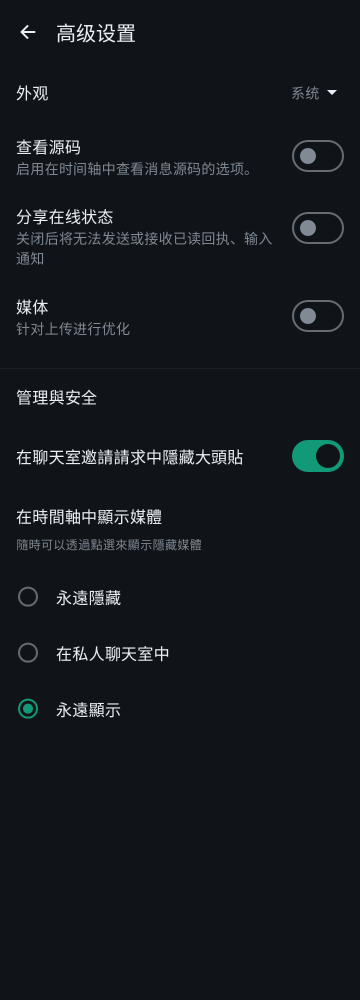 高级设置
外观
系统
查看源码
启用在时间轴中查看消息源码的选项。
分享在线状态
关闭后将无法发送或接收已读回执、输入
通知
媒体
针对上传进行优化
管理與安全
在聊天室邀請請求中隱藏大頭貼
在時間軸中顯示媒體
隨時可以透過點選來顯示隱藏媒體
永遠隱藏
在私人聊天室中
永遠顯示